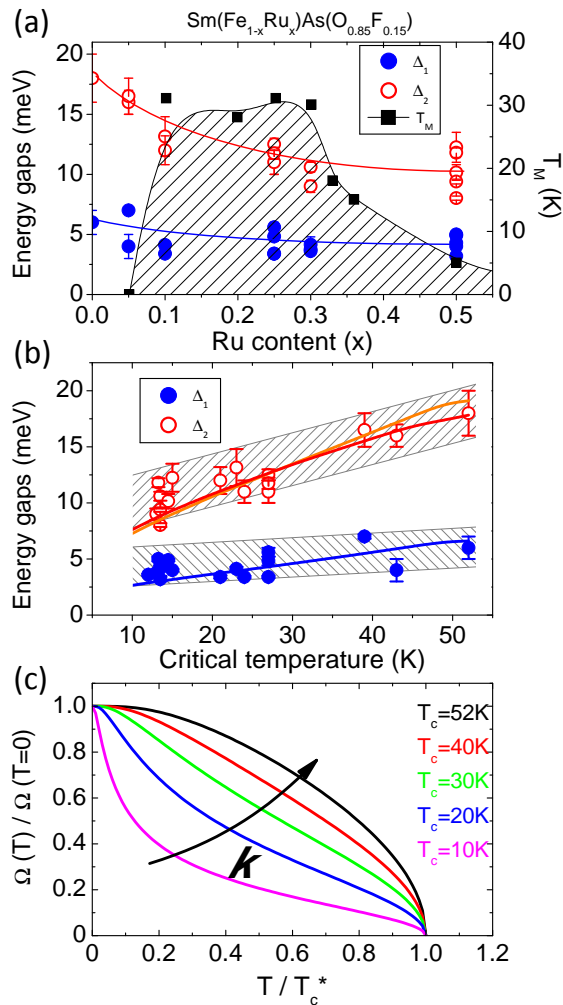 (a)
Sm(Fe1-xRux)As(O0.85F0.15)
20
15
10
5
0
Energy gaps (meV)
Δ1
Δ2
TM
40
30
20
10
0
TM (K)
0.0 0.1 0.2 0.3 0.4 0.5
Ru content (x)
(b)
20
15
10
5
0
Energy gaps (meV)
Δ1
Δ2
10 20 30 40 50
Critical temperature (K)
(c)
1.0
0.8
0.6
0.4
0.2
0
Ω (T) / Ω (T=0)
Tc=52K
Tc=40K
Tc=30K
Tc=20K
Tc=10K
k
0 0.2 0.4 0.6 0.8 1.0 1.2
T / Tc*